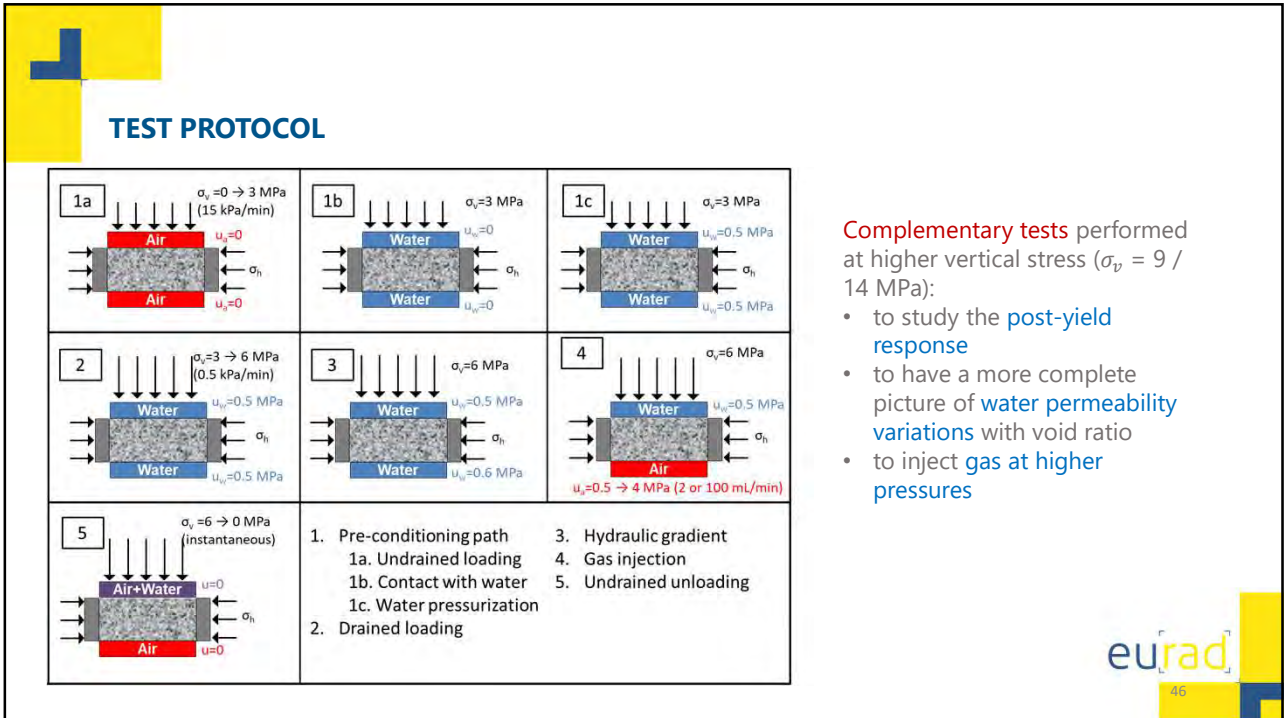 TEST PROTOCOL
1a
σv =0 → 3 MPa
(15 kPa/min)
Air
ua=0
σh
Air
ua=0
1b
σv=3 MPa
Water
uw=0
σh
Water
uw=0
1c
σv=3 MPa
Water
uw=0.5 MPa
σh
Water
uw=0.5 MPa
2
σv=3 → 6 MPa
(0.5 kPa/min)
Water
uw=0.5 MPa
σh
Water
uw=0.5 MPa
3
σv=6 MPa
Water
uw=0.5 MPa
σh
Water
uw=0.6 MPa
4
σv=6 MPa
Water
uw=0.5 MPa
σh
Air
ua=0.5 → 4 MPa (2 or 100 mL/min)
5
σv =6 → 0 MPa
(instantaneous)
Air+Water
u=0
σh
Air
u=0
1. Pre-conditioning path
1a. Undrained loading
1b. Contact with water
1c. Water pressurization
2. Drained loading
3. Hydraulic gradient
4. Gas injection
5. Undrained unloading
Complementary tests performed
at higher vertical stress (σv = 9 /
14 MPa):
• to study the post-yield
response
• to have a more complete
picture of water permeability
variations with void ratio
• to inject gas at higher
pressures
eurad
46